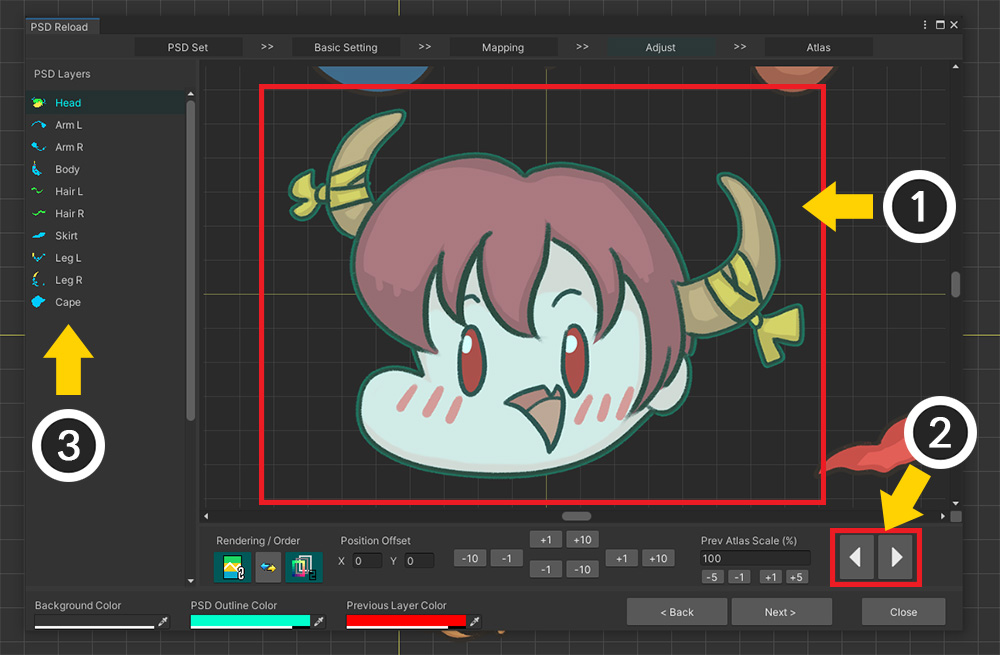 PSD Reload
PSD Set >> Basic Setting >> Mapping >> Adjust >> Atlas
PSD Layers
Head
Arm L
Arm R
Body
Hair L
Hair R
Skirt
Leg L
Leg R
Cape
1
2
3
Rendering / Order
Position Offset
X 0 Y 0
-10 -1 +1 +10 -1 -10 +1 +10
Prev Atlas Scale (%)
100
-5 -1 +1 +5
Background Color
PSD Outline Color
Previous Layer Color
< Back
Next >
Close